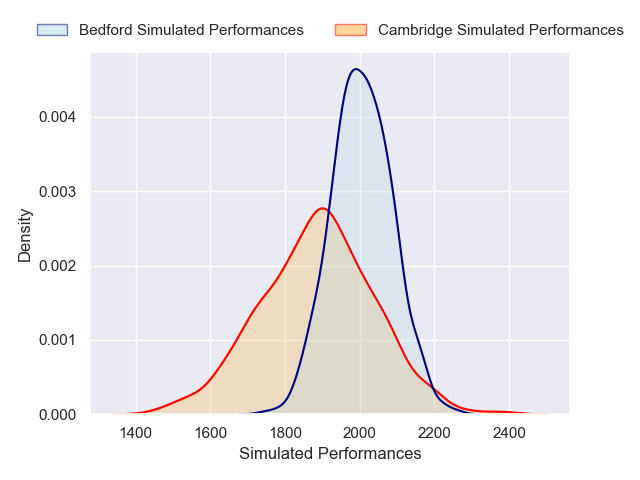 Bedford Simulated Performances
Cambridge Simulated Performances
Density
0.004
0.003
0.002
0.001
0.000
1400 1600 1800 2000 2200 2400
Simulated Performances